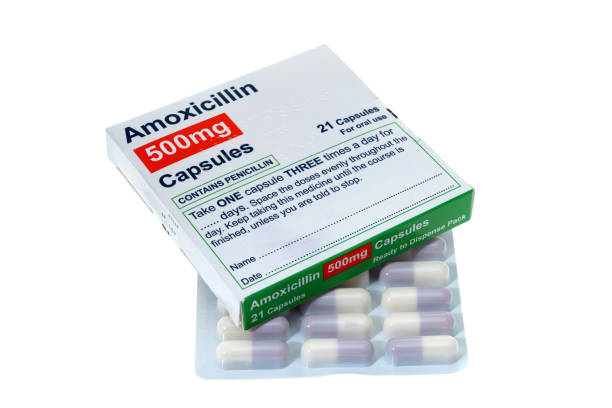 Amoxicillin
500mg
Capsules
21 Capsules
For oral use
CONTAINS PENICILLIN
Take ONE capsule THREE times a day for
...... days. Space the doses evenly throughout the
day. Keep taking this medicine until the course is
finished, unless you are told to stop.
Name ........................................................
Date ........................................................
Amoxicillin 500mg Capsules
21 Capsules
Ready to Dispense Pack